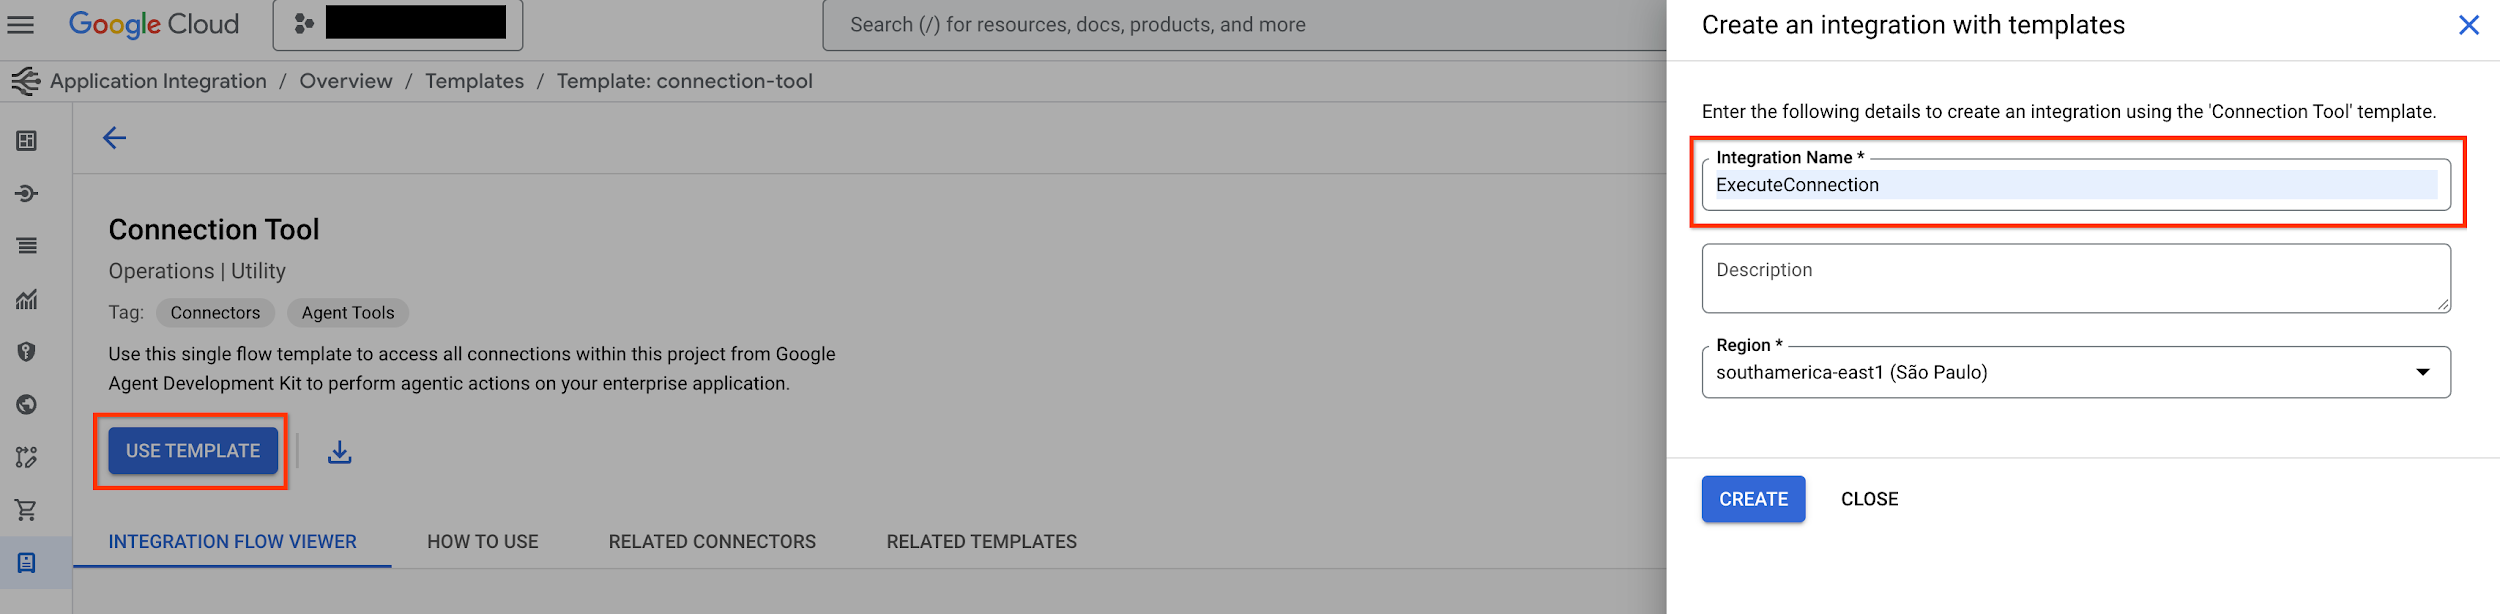 Google Cloud
Search (/) for resources, docs, products, and more
Application Integration / Overview / Templates / Template: connection-tool
Connection Tool
Operations | Utility
Tag: Connectors Agent Tools
Use this single flow template to access all connections within this project from Google
Agent Development Kit to perform agentic actions on your enterprise application.
USE TEMPLATE
INTEGRATION FLOW VIEWER HOW TO USE RELATED CONNECTORS RELATED TEMPLATES
Create an integration with templates
Enter the following details to create an integration using the 'Connection Tool' template.
Integration Name *
ExecuteConnection
Description
Region *
southamerica-east1 (São Paulo)
CREATE CLOSE